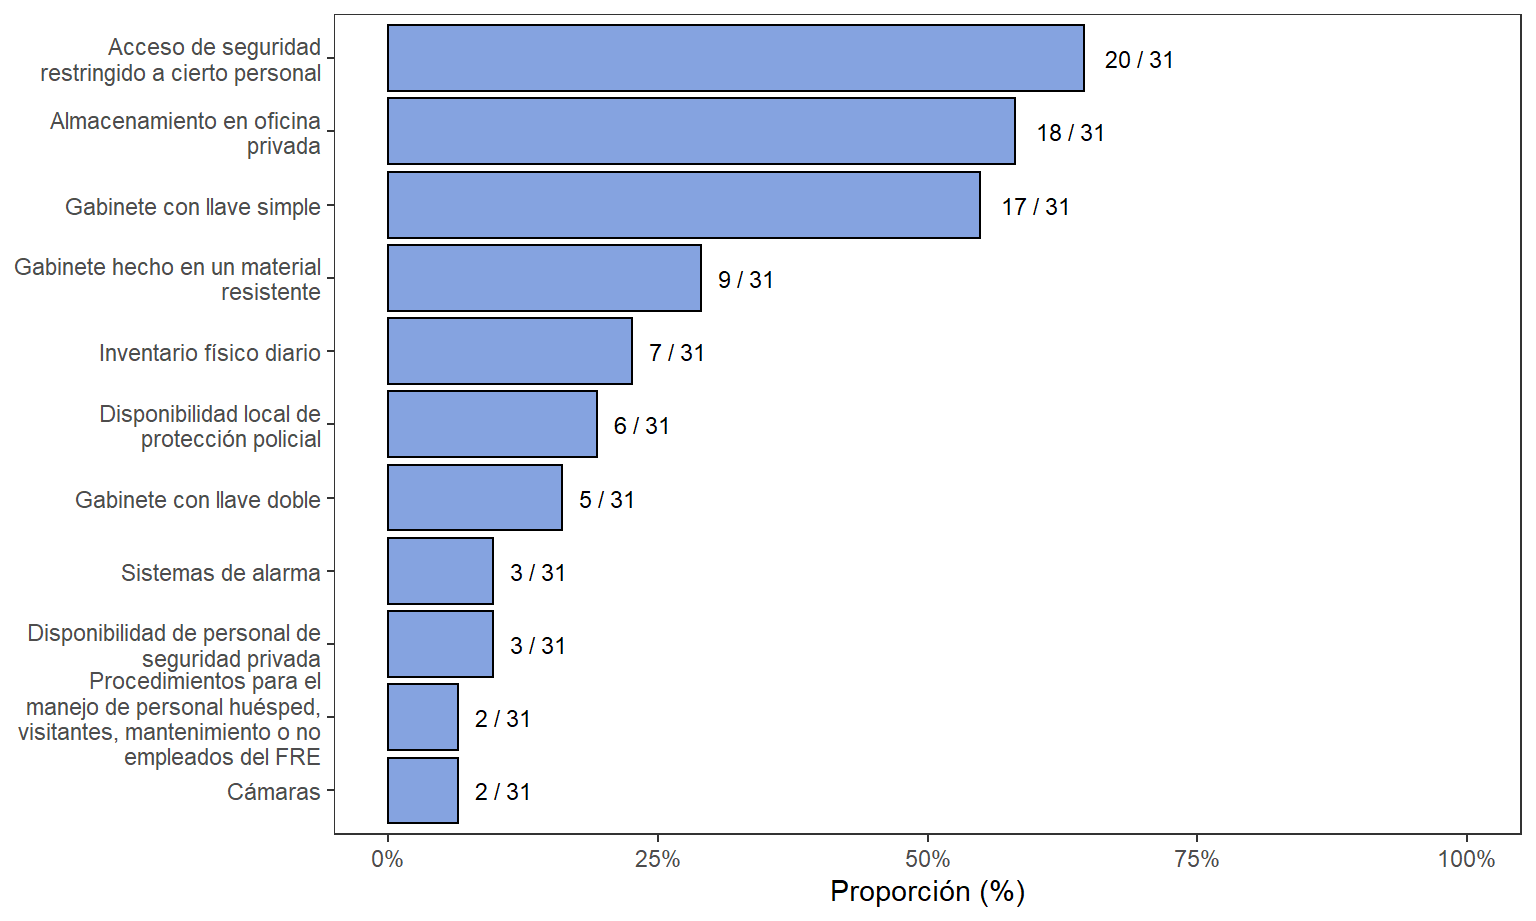 Acceso de seguridad
restringido a cierto personal
20 / 31
Almacenamiento en oficina
privada
18 / 31
Gabinete con llave simple
17 / 31
Gabinete hecho en un material
resistente
9 / 31
Inventario físico diario
7 / 31
Disponibilidad local de
protección policial
6 / 31
Gabinete con llave doble
5 / 31
Sistemas de alarma
3 / 31
Disponibilidad de personal de
seguridad privada
3 / 31
Procedimientos para el
manejo de personal huésped,
visitantes, mantenimiento o no
empleados del FRE
2 / 31
Cámaras
2 / 31
0% 25% 50% 75% 100%
Proporción (%)